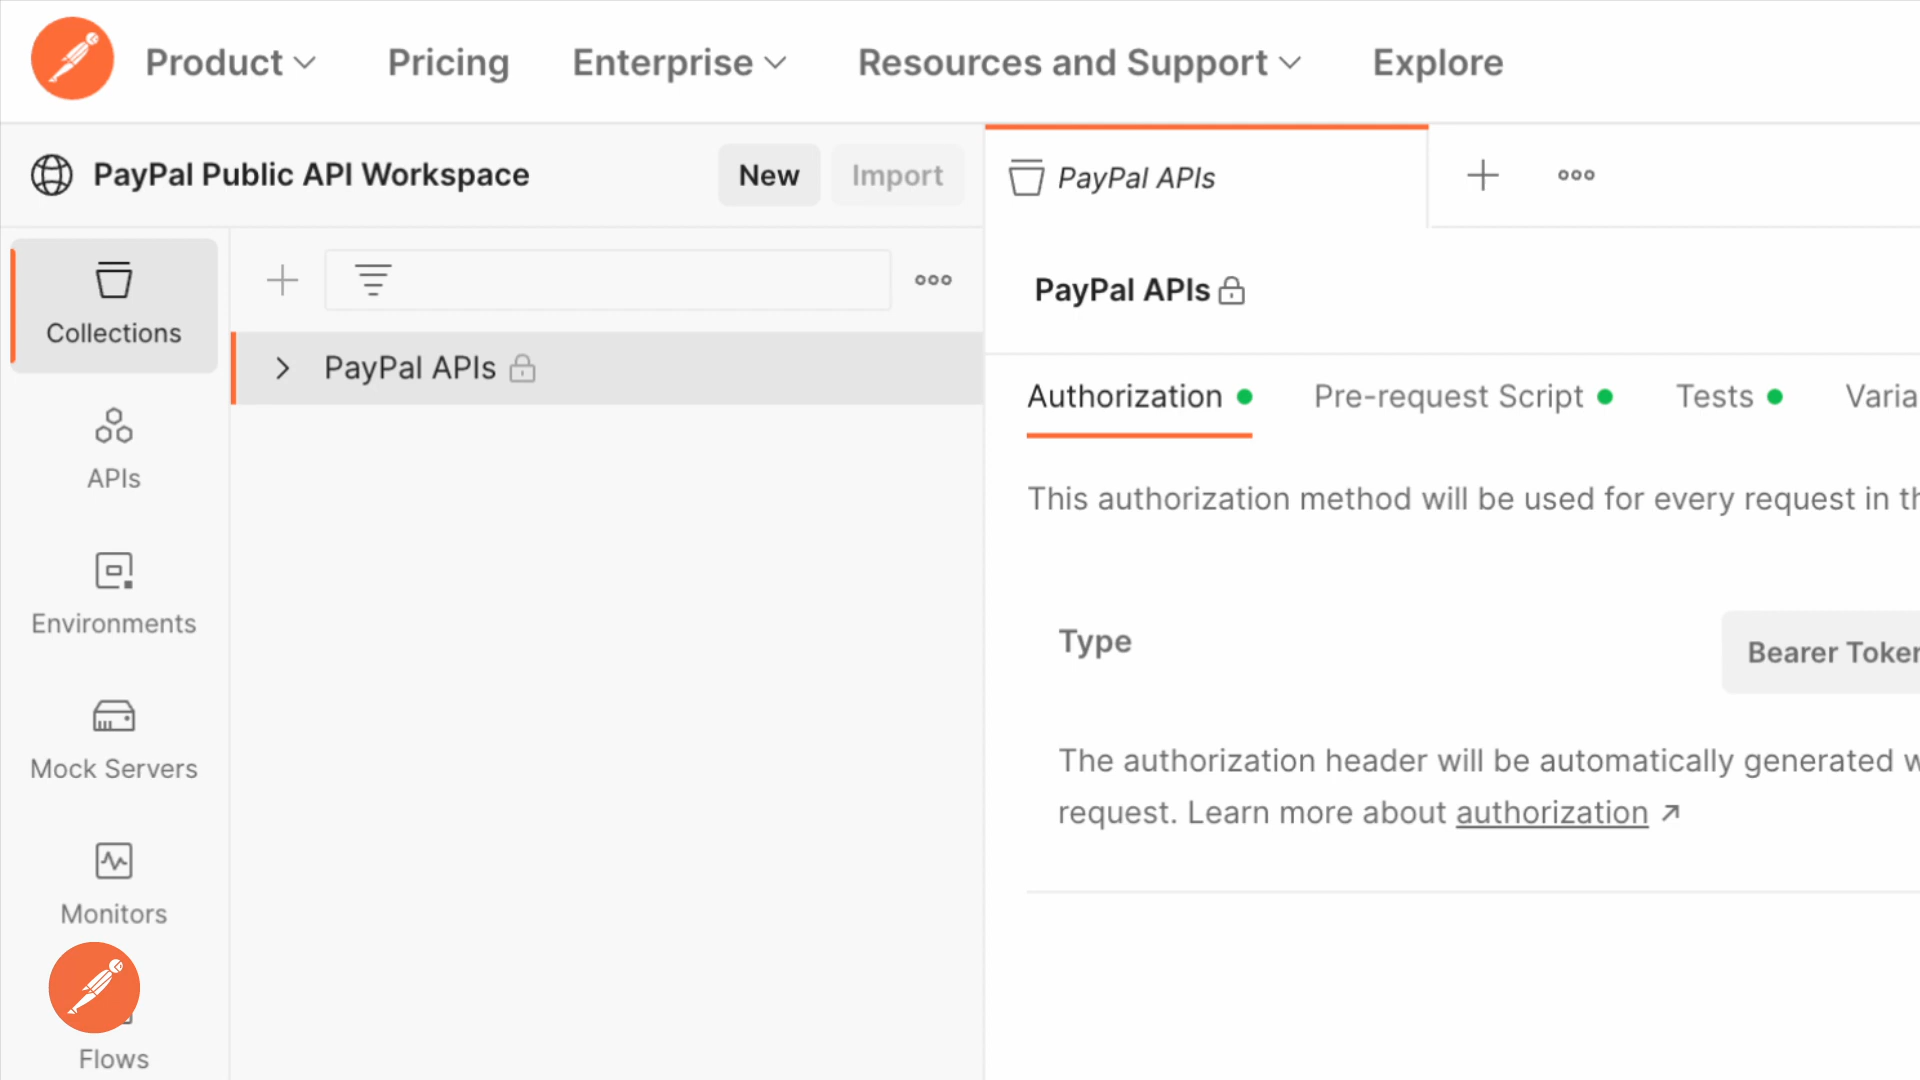 Product
Pricing
Enterprise
Resources and Support
Explore
PayPal Public API Workspace
New
Import
PayPal APIs
Collections
PayPal APIs
APIs
Environments
Mock Servers
Monitors
Flows
PayPal APIs
Authorization
Pre-request Script
Tests
Varia
This authorization method will be used for every request in th
Type
Bearer Token
The authorization header will be automatically generated w
request. Learn more about authorization ↗